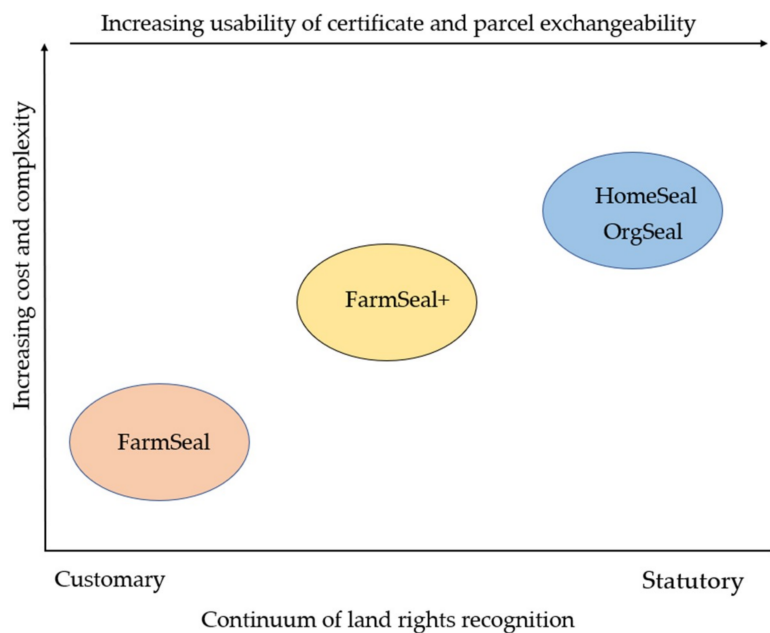 Increasing usability of certificate and parcel exchangeability
Increasing cost and complexity
HomeSeal
OrgSeal
FarmSeal+
FarmSeal
Customary
Statutory
Continuum of land rights recognition